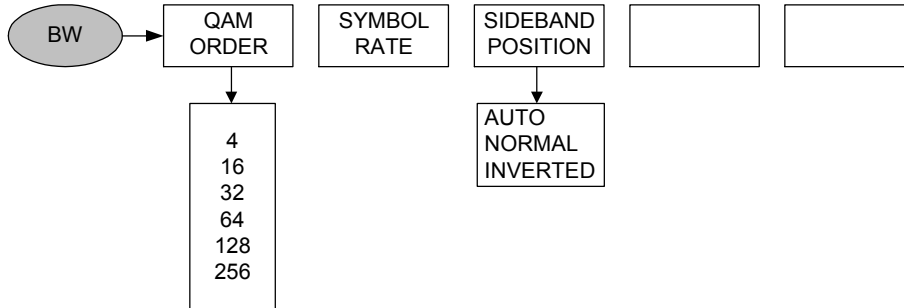 BW
QAM
ORDER
SYMBOL
RATE
SIDEBAND
POSITION
4
16
32
64
128
256
AUTO
NORMAL
INVERTED